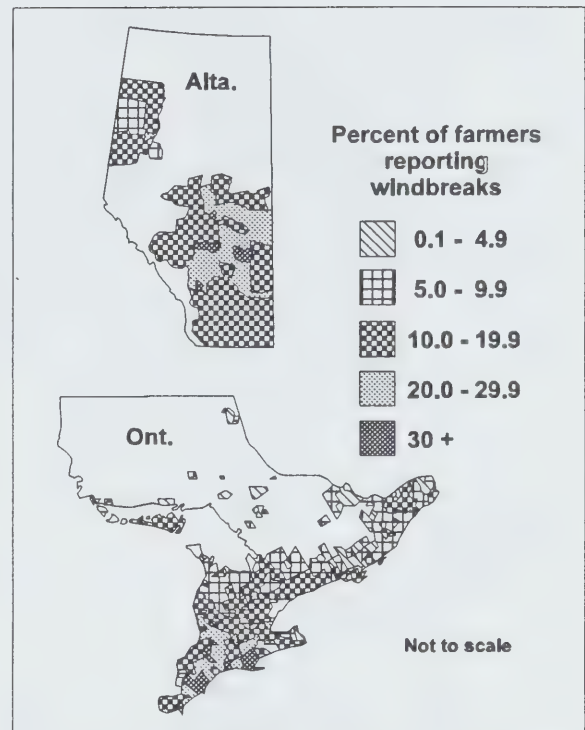 Alta.
Percent of farmers
reporting
windbreaks
0.1 - 4.9
5.0 - 9.9
10.0 - 19.9
20.0 - 29.9
30 +
Ont.
Not to scale